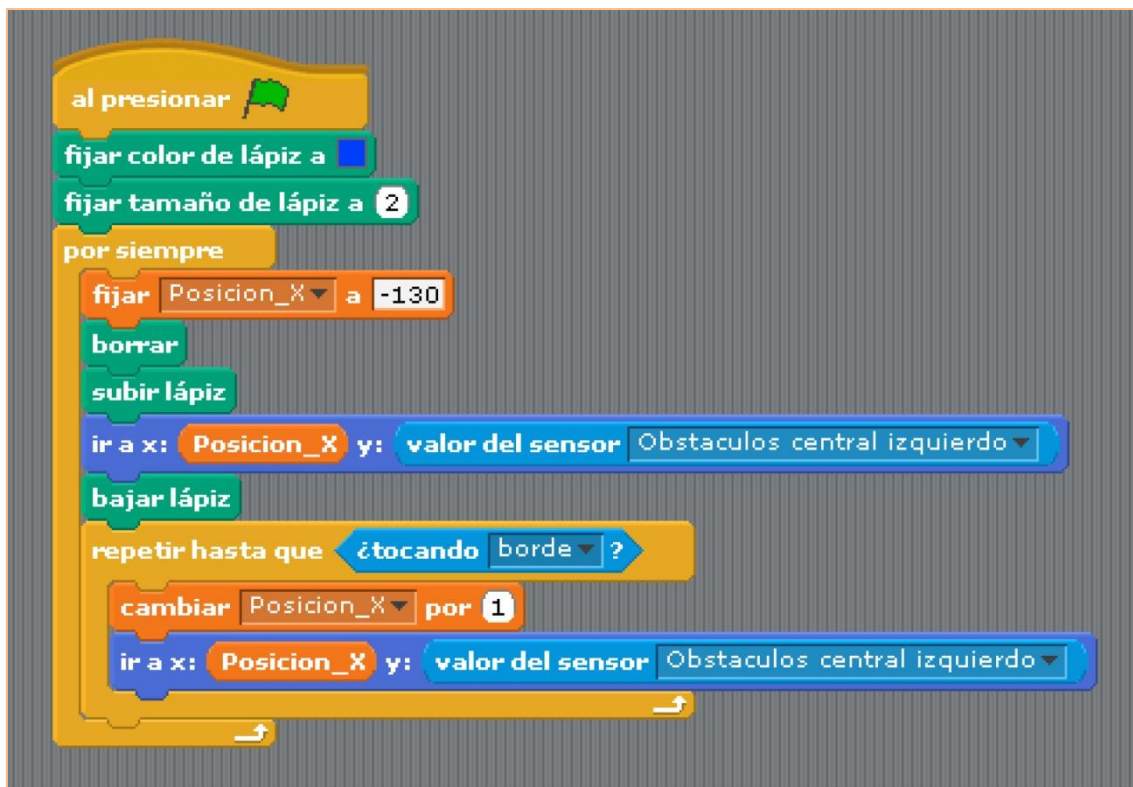 al presionar
fijar color de lápiz a
fijar tamaño de lápiz a 2
por siempre
fijar Posicion_X a -130
borrar
subir lápiz
ir a x: Posicion_X y: valor del sensor Obstaculos central izquierdo
bajar lápiz
repetir hasta que ¿tocando borde ?
cambiar Posicion_X por 1
ir a x: Posicion_X y: valor del sensor Obstaculos central izquierdo